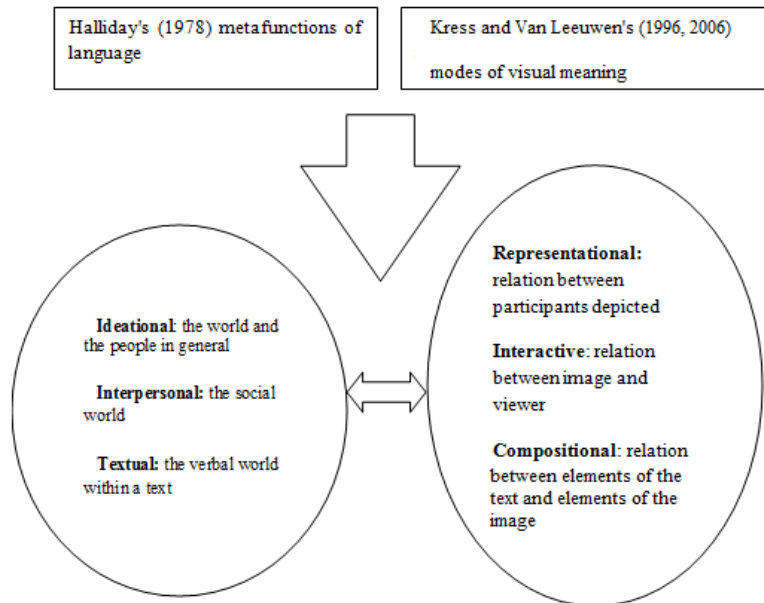 Halliday's (1978) metafunctions of
language
Kress and Van Leeuwen's (1996, 2006)
modes of visual meaning
Ideational: the world and
the people in general
Interpersonal: the social
world
Textual: the verbal world
within a text
Representational:
relation between
participants depicted
Interactive: relation
between image and
viewer
Compositional: relation
between elements of the
text and elements of the
image